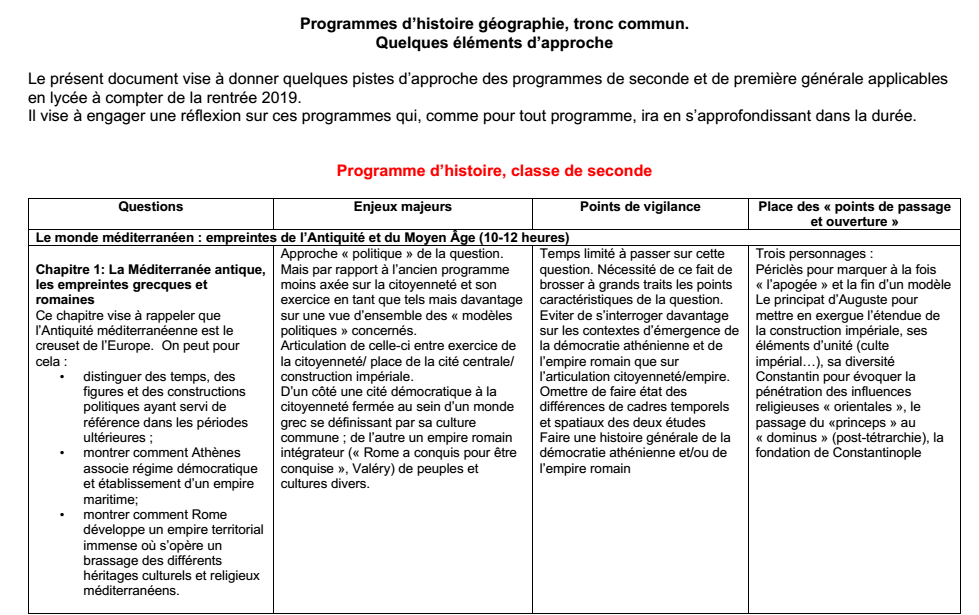 Programmes d’histoire géographie, tronc commun.
Quelques éléments d’approche
Le présent document vise à donner quelques pistes d’approche des programmes de seconde et de première générale applicables
en lycée à compter de la rentrée 2019.
Il vise à engager une réflexion sur ces programmes qui, comme pour tout programme, ira en s’approfondissant dans la durée.
Programme d’histoire, classe de seconde
Questions
Enjeux majeurs
Points de vigilance
Place des « points de passage
et ouverture »
Le monde méditerranéen : empreintes de l’Antiquité et du Moyen Âge (10-12 heures)
Chapitre 1: La Méditerranée antique,
les empreintes grecques et
romaines
Ce chapitre vise à rappeler que
l’Antiquité méditerranéenne est le
creuset de l’Europe. On peut pour
cela :
• distinguer des temps, des
figures et des constructions
politiques ayant servi de
référence dans les périodes
ultérieures ;
• montrer comment Athènes
associe régime démocratique
et établissement d’un empire
maritime;
• montrer comment Rome
développe un empire territorial
immense où s’opère un
brassage des différents
héritages culturels et religieux
méditerranéens.
Approche « politique » de la question.
Mais par rapport à l’ancien programme
moins axée sur la citoyenneté et son
exercice en tant que tels mais davantage
sur une vue d’ensemble des « modèles
politiques » concernés.
Articulation de celle-ci entre exercice de
la citoyenneté/ place de la cité centrale/
construction impériale.
D’un côté une cité démocratique à la
citoyenneté fermée au sein d’un monde
grec se définissant par sa culture
commune ; de l’autre un empire romain
intégrateur (« Rome a conquis pour être
conquise », Valéry) de peuples et
cultures divers.
Temps limité à passer sur cette
question. Nécessité de ce fait de
brosser à grands traits les points
caractéristiques de la question.
Eviter de s’interroger davantage
sur les contextes d’émergence de
la démocratie athénienne et de
l’empire romain que sur
l’articulation citoyenneté/empire.
Omettre de faire état des
différences de cadres temporels
et spatiaux des deux études
Faire une histoire générale de la
démocratie athénienne et/ou de
l’empire romain
Trois personnages :
Périclès pour marquer à la fois
« l’apogée » et la fin d’un modèle
Le principat d’Auguste pour
mettre en exergue l’étendue de
la construction impériale, ses
éléments d’unité (culte
impérial…), sa diversité
Constantin pour évoquer la
pénétration des influences
religieuses « orientales », le
passage du «princeps » au
« dominus » (post-tétrarchie), la
fondation de Constantinople